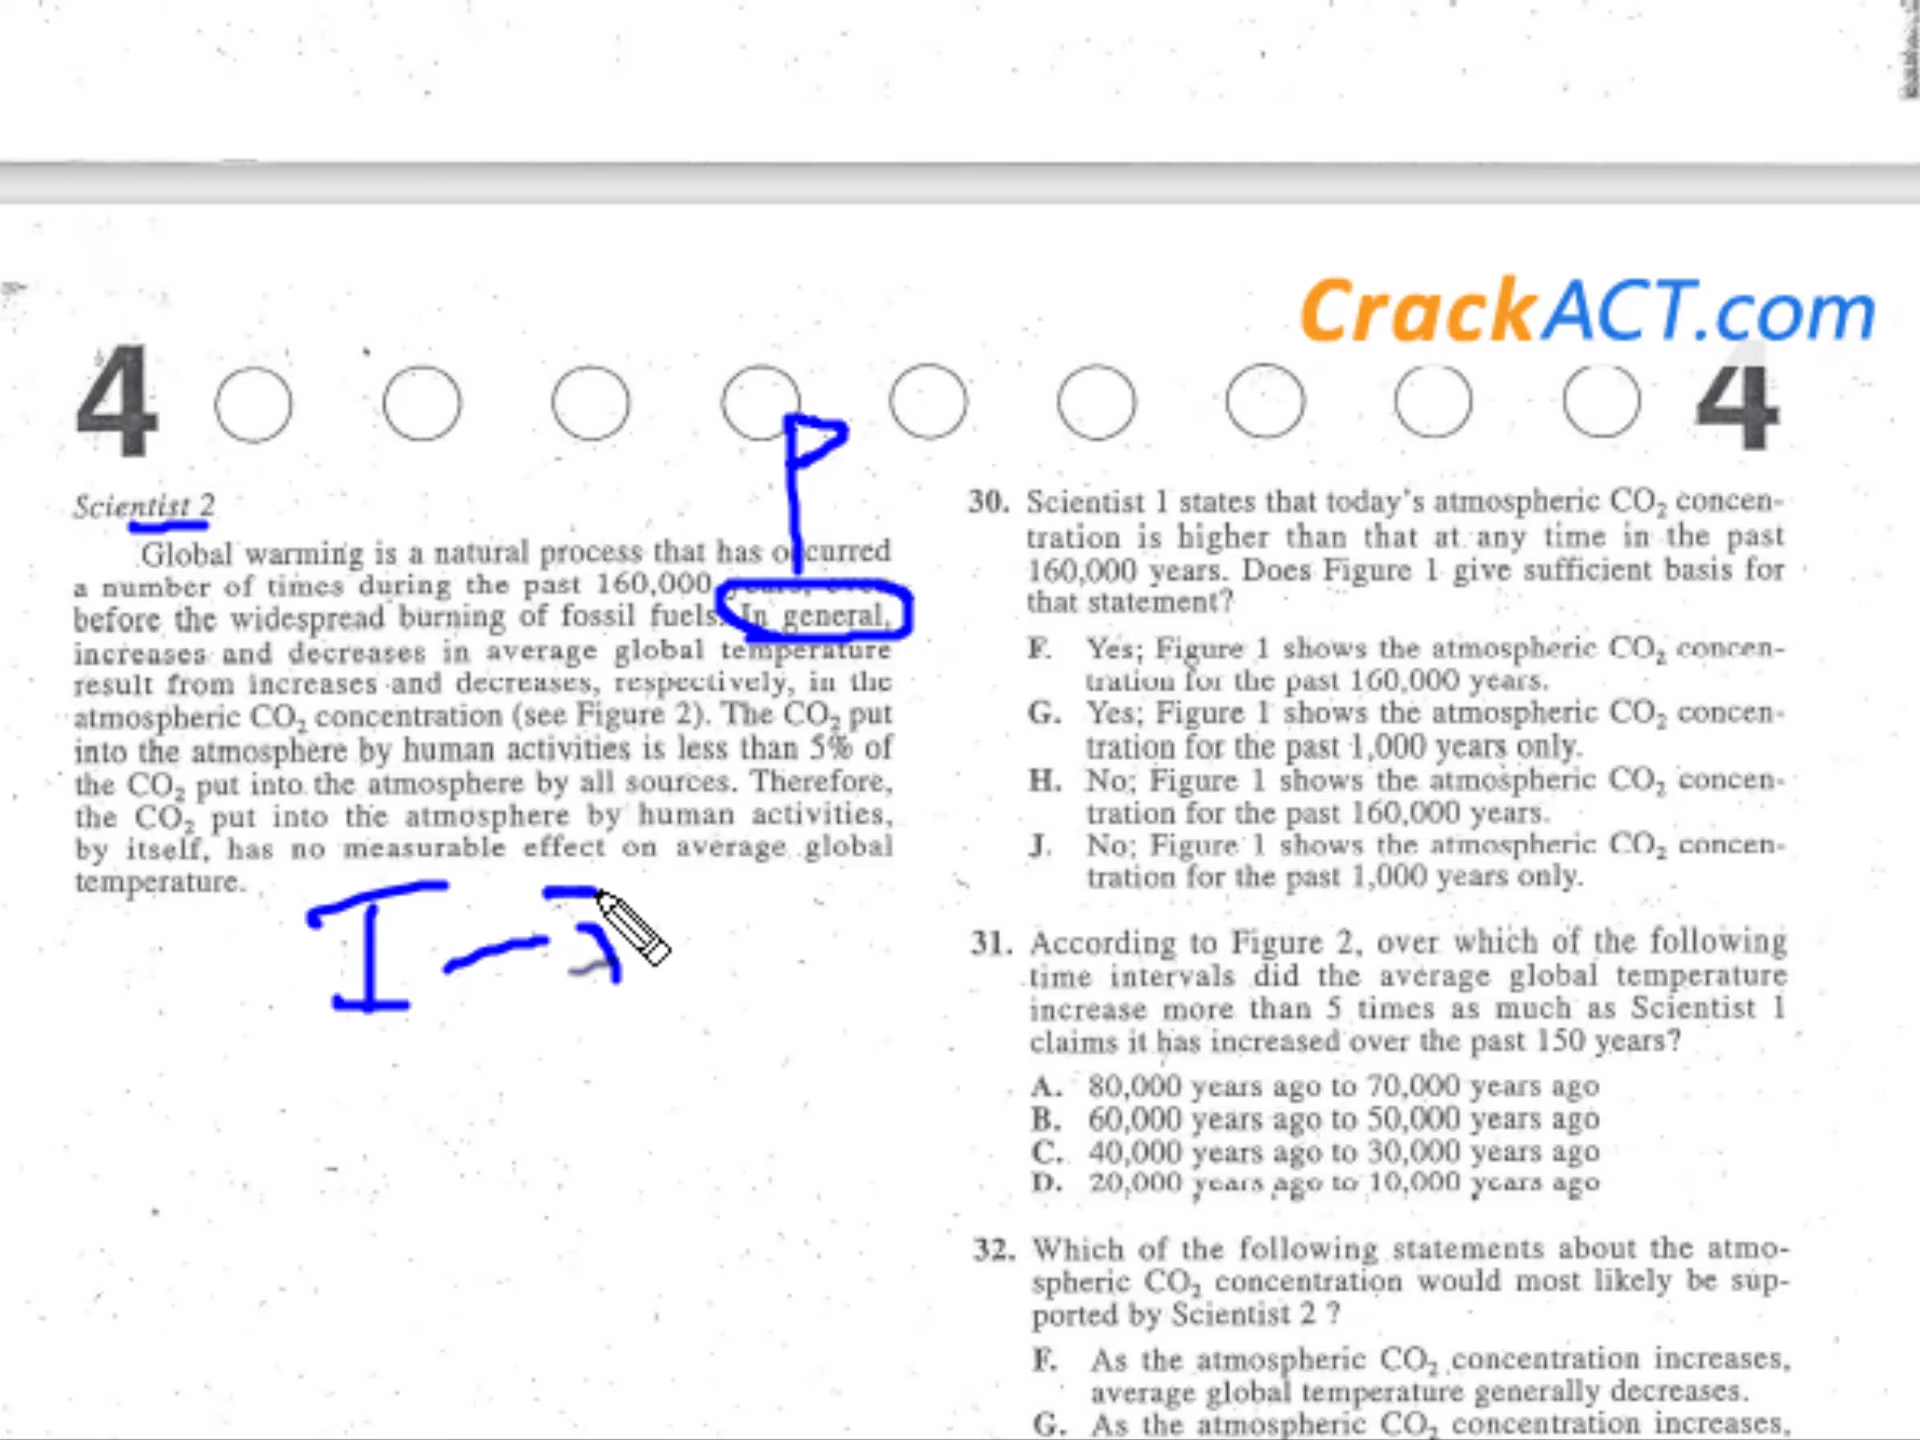 CrackACT.com
4 4
Scientist 2
Global warming is a natural process that has occurred
a number of times during the past 160,000 years, even
before the widespread burning of fossil fuels. In general,
increases and decreases in average global temperature
result from increases and decreases, respectively, in the
atmospheric CO₂ concentration (see Figure 2). The CO₂ put
into the atmosphere by human activities is less than 5% of
the CO₂ put into the atmosphere by all sources. Therefore,
the CO₂ put into the atmosphere by human activities,
by itself, has no measurable effect on average global
temperature.
30. Scientist 1 states that today's atmospheric CO₂ concen-
tration is higher than that at any time in the past
160,000 years. Does Figure 1 give sufficient basis for
that statement?
F. Yes; Figure 1 shows the atmospheric CO₂ concen-
tration for the past 160,000 years.
G. Yes; Figure 1 shows the atmospheric CO₂ concen-
tration for the past 1,000 years only.
H. No; Figure 1 shows the atmospheric CO₂ concen-
tration for the past 160,000 years.
J. No; Figure 1 shows the atmospheric CO₂ concen-
tration for the past 1,000 years only.
31. According to Figure 2, over which of the following
time intervals did the average global temperature
increase more than 5 times as much as Scientist 1
claims it has increased over the past 150 years?
A. 80,000 years ago to 70,000 years ago
B. 60,000 years ago to 50,000 years ago
C. 40,000 years ago to 30,000 years ago
D. 20,000 years ago to 10,000 years ago
32. Which of the following statements about the atmo-
spheric CO₂ concentration would most likely be sup-
ported by Scientist 2 ?
F. As the atmospheric CO₂ concentration increases,
average global temperature generally decreases.
G. As the atmospheric CO₂ concentration increases,